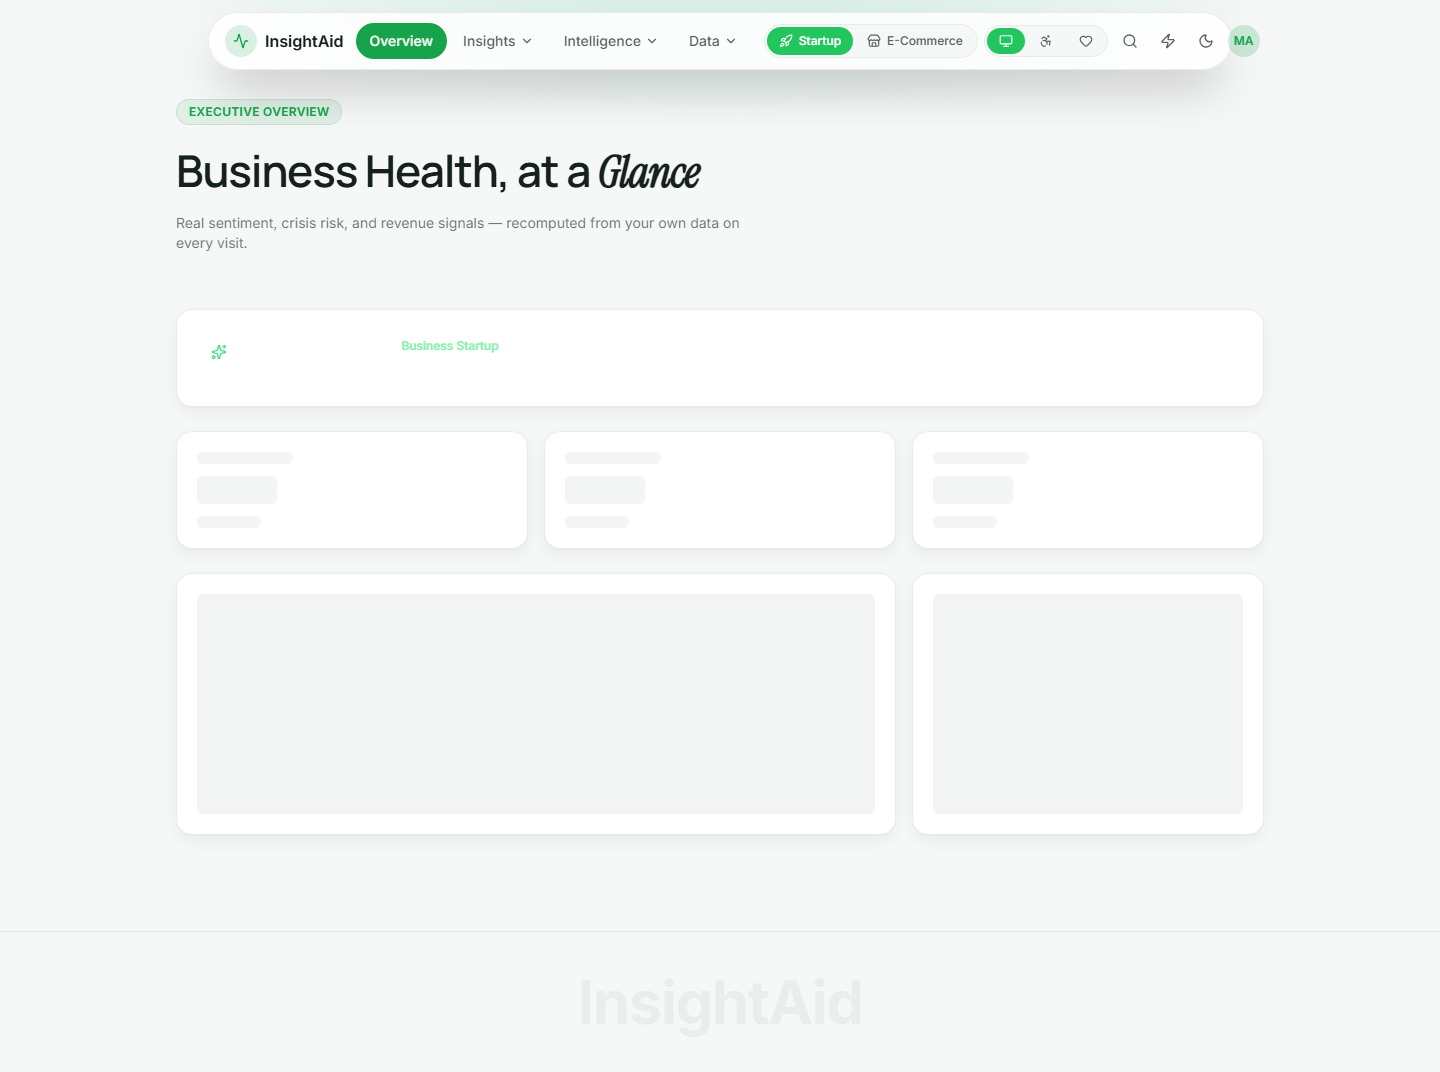 InsightAid
Overview
Insights
Intelligence
Data
Startup
E-Commerce
MA
EXECUTIVE OVERVIEW
Business Health, at a Glance
Real sentiment, crisis risk, and revenue signals — recomputed from your own data on
every visit.
Business Startup
InsightAid